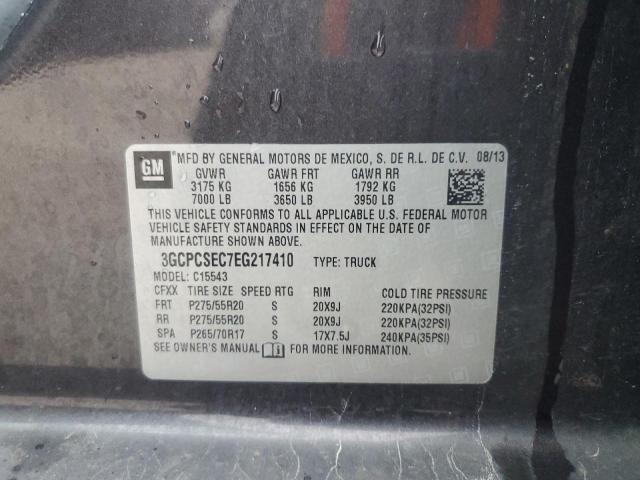 GM
MFD BY GENERAL MOTORS DE MEXICO, S. DE R.L. DE C.V. 08/13
GVWR GAWR FRT GAWR RR
3175 KG 1656 KG 1792 KG
7000 LB 3650 LB 3950 LB
THIS VEHICLE CONFORMS TO ALL APPLICABLE U.S. FEDERAL MOTOR
VEHICLE SAFETY STANDARDS IN EFFECT ON THE DATE OF
MANUFACTURE SHOWN ABOVE.
3GCPCSEC7EG217410 TYPE: TRUCK
MODEL: C15543
CFXX TIRE SIZE SPEED RTG RIM COLD TIRE PRESSURE
FRT P275/55R20 S 20X9J 220KPA(32PSI)
RR P275/55R20 S 20X9J 220KPA(32PSI)
SPA P265/70R17 S 17X7.5J 240KPA(35PSI)
SEE OWNER'S MANUAL FOR MORE INFORMATION.